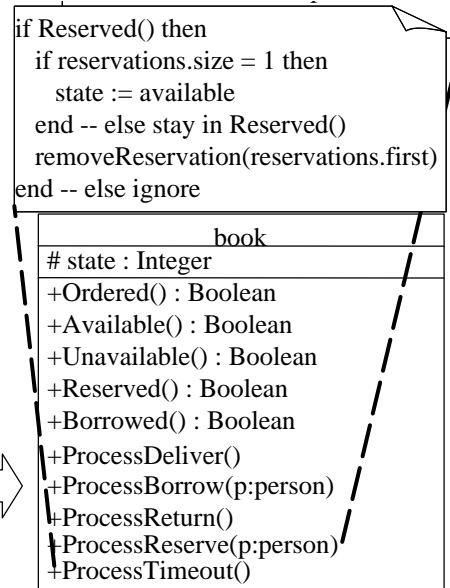 if Reserved() then
if reservations.size = 1 then
state := available
end -- else stay in Reserved()
removeReservation(reservations.first)
end -- else ignore
book
# state : Integer
+Ordered() : Boolean
+Available() : Boolean
+Unavailable() : Boolean
+Reserved() : Boolean
+Borrowed() : Boolean
+ProcessDeliver()
+ProcessBorrow(p:person)
+ProcessReturn()
+ProcessReserve(p:person)
+ProcessTimeout()